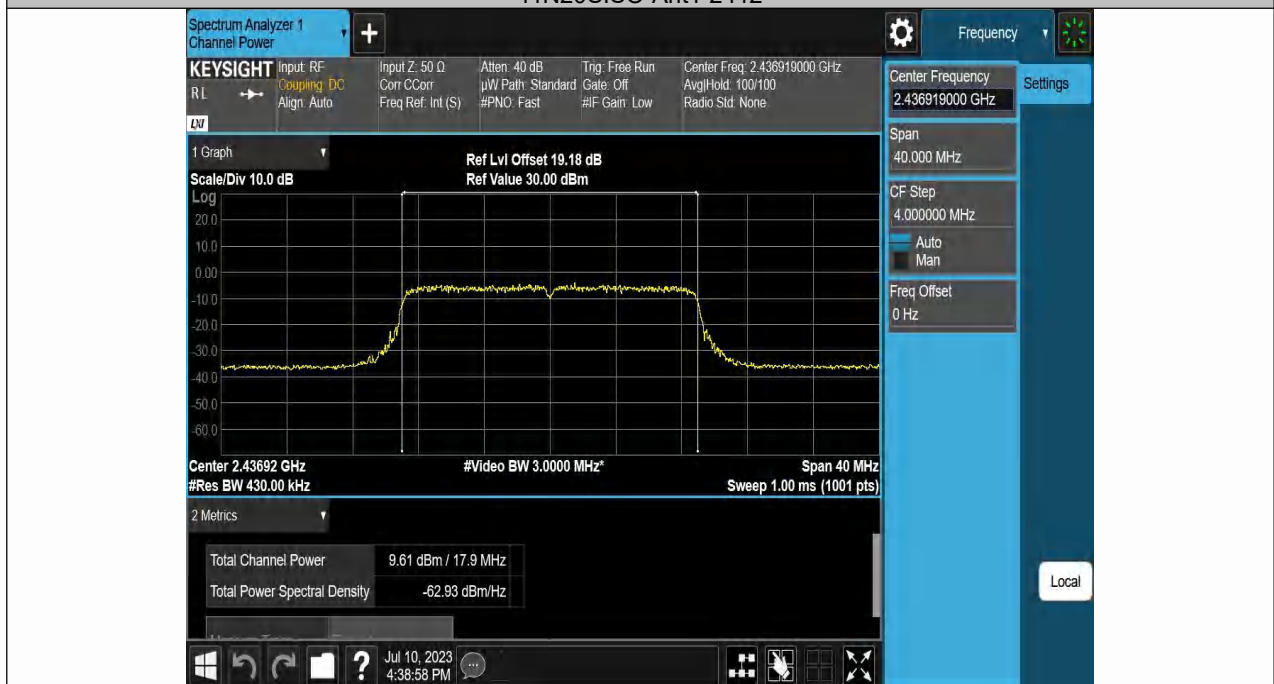 Spectrum Analyzer 1
Channel Power
Frequency
KEYSIGHT Input: RF
RL
Coupling: DC
Align: Auto
LXI
Input Z: 50 Ω
Corr CCorr
Freq Ref: Int (S)
Atten: 40 dB
µW Path: Standard
#PNO: Fast
Trig: Free Run
Gate: Off
#IF Gain: Low
Center Freq: 2.436919000 GHz
Avg|Hold: 100/100
Radio Std: None
Center Frequency
2.436919000 GHz
Settings
Span
40.000 MHz
CF Step
4.000000 MHz
Auto
Man
Freq Offset
0 Hz
1 Graph
Scale/Div 10.0 dB
Ref Lvl Offset 19.18 dB
Ref Value 30.00 dBm
Log
20.0
10.0
0.00
-10.0
-20.0
-30.0
-40.0
-50.0
-60.0
Center 2.43692 GHz
#Video BW 3.0000 MHz*
Span 40 MHz
#Res BW 430.00 kHz
Sweep 1.00 ms (1001 pts)
2 Metrics
Total Channel Power 9.61 dBm / 17.9 MHz
Total Power Spectral Density -62.93 dBm/Hz
Local
Jul 10, 2023
4:38:58 PM